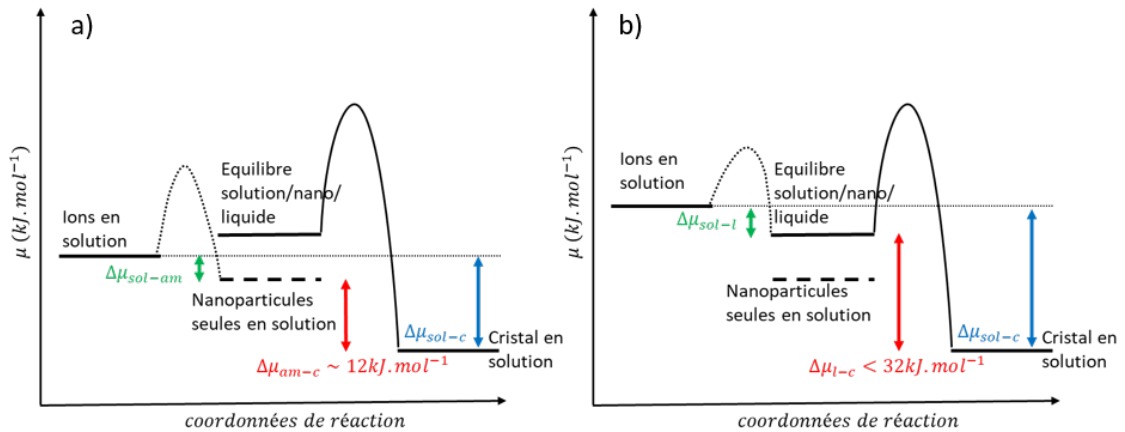 a)
μ (kJ.mol⁻¹)
Ions en
solution
Equilibre
solution/nano/
liquide
Δμsol−am
Nanoparticules
seules en solution
Δμsol−c
Cristal en
solution
Δμam−c ~ 12kJ.mol⁻¹
coordonnées de réaction
b)
μ (kJ.mol⁻¹)
Ions en
solution
Equilibre
solution/nano/
liquide
Δμsol−l
Nanoparticules
seules en solution
Δμsol−c
Cristal en
solution
Δμl−c < 32kJ.mol⁻¹
coordonnées de réaction